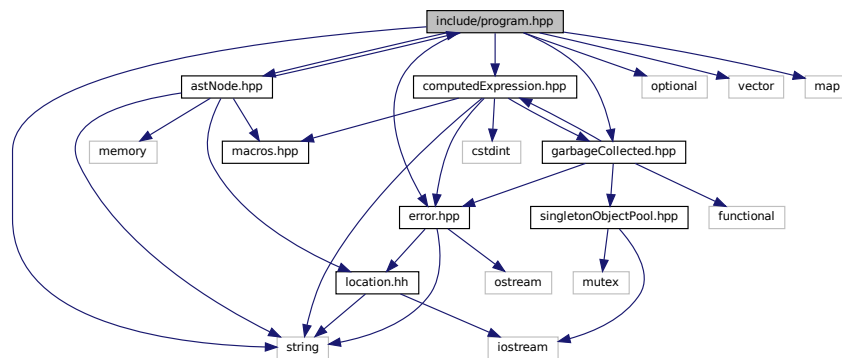 include/program.hpp
astNode.hpp
computedExpression.hpp
optional
vector
map
memory
macros.hpp
cstdint
garbageCollected.hpp
error.hpp
singletonObjectPool.hpp
functional
location.hh
ostream
mutex
string
iostream